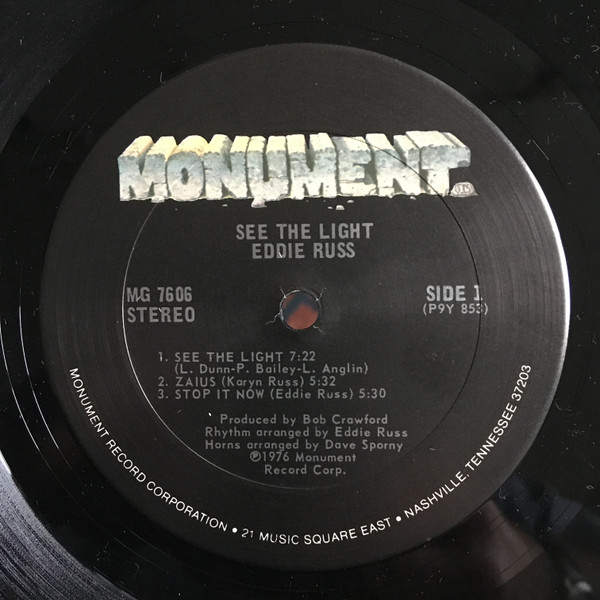 MONUMENT
SEE THE LIGHT
EDDIE RUSS
MG 7606
STEREO
SIDE 1
(P9Y 853)
1. SEE THE LIGHT 7:22
(L. Dunn-P. Bailey-L. Anglin)
2. ZAIUS (Karyn Russ) 5:32
3. STOP IT NOW (Eddie Russ) 5:30
Produced by Bob Crawford
Rhythm arranged by Eddie Russ
Horns arranged by Dave Sporny
℗1976 Monument
Record Corp.
MONUMENT RECORD CORPORATION • 21 MUSIC SQUARE EAST • NASHVILLE, TENNESSEE 37203